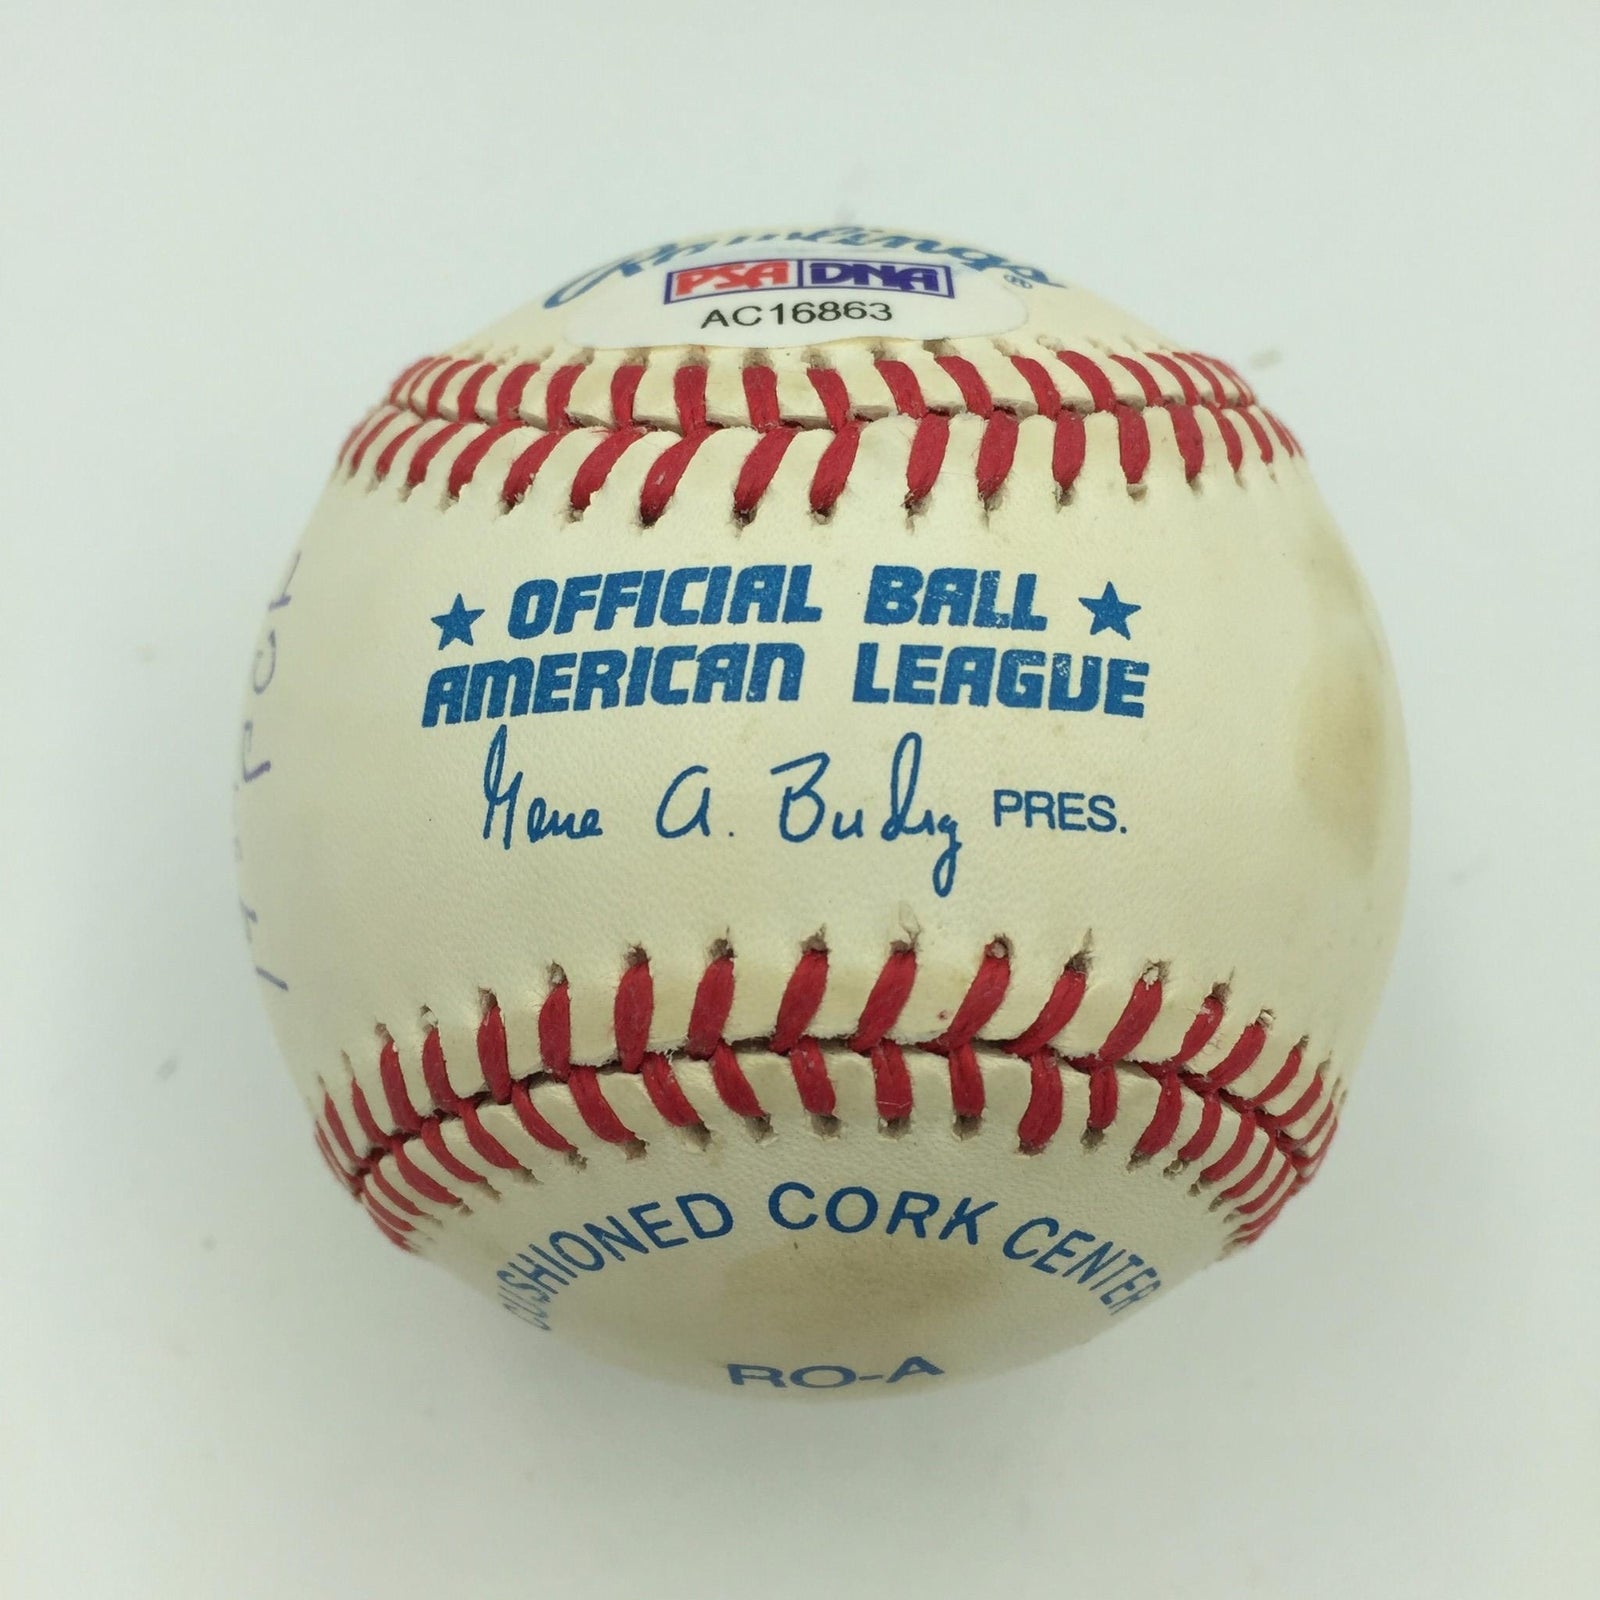 Rawlings®
PSA DNA
AC16863
★ OFFICIAL BALL ★
AMERICAN LEAGUE
Gene A. Budig PRES.
CUSHIONED CORK CENTER
RO-A